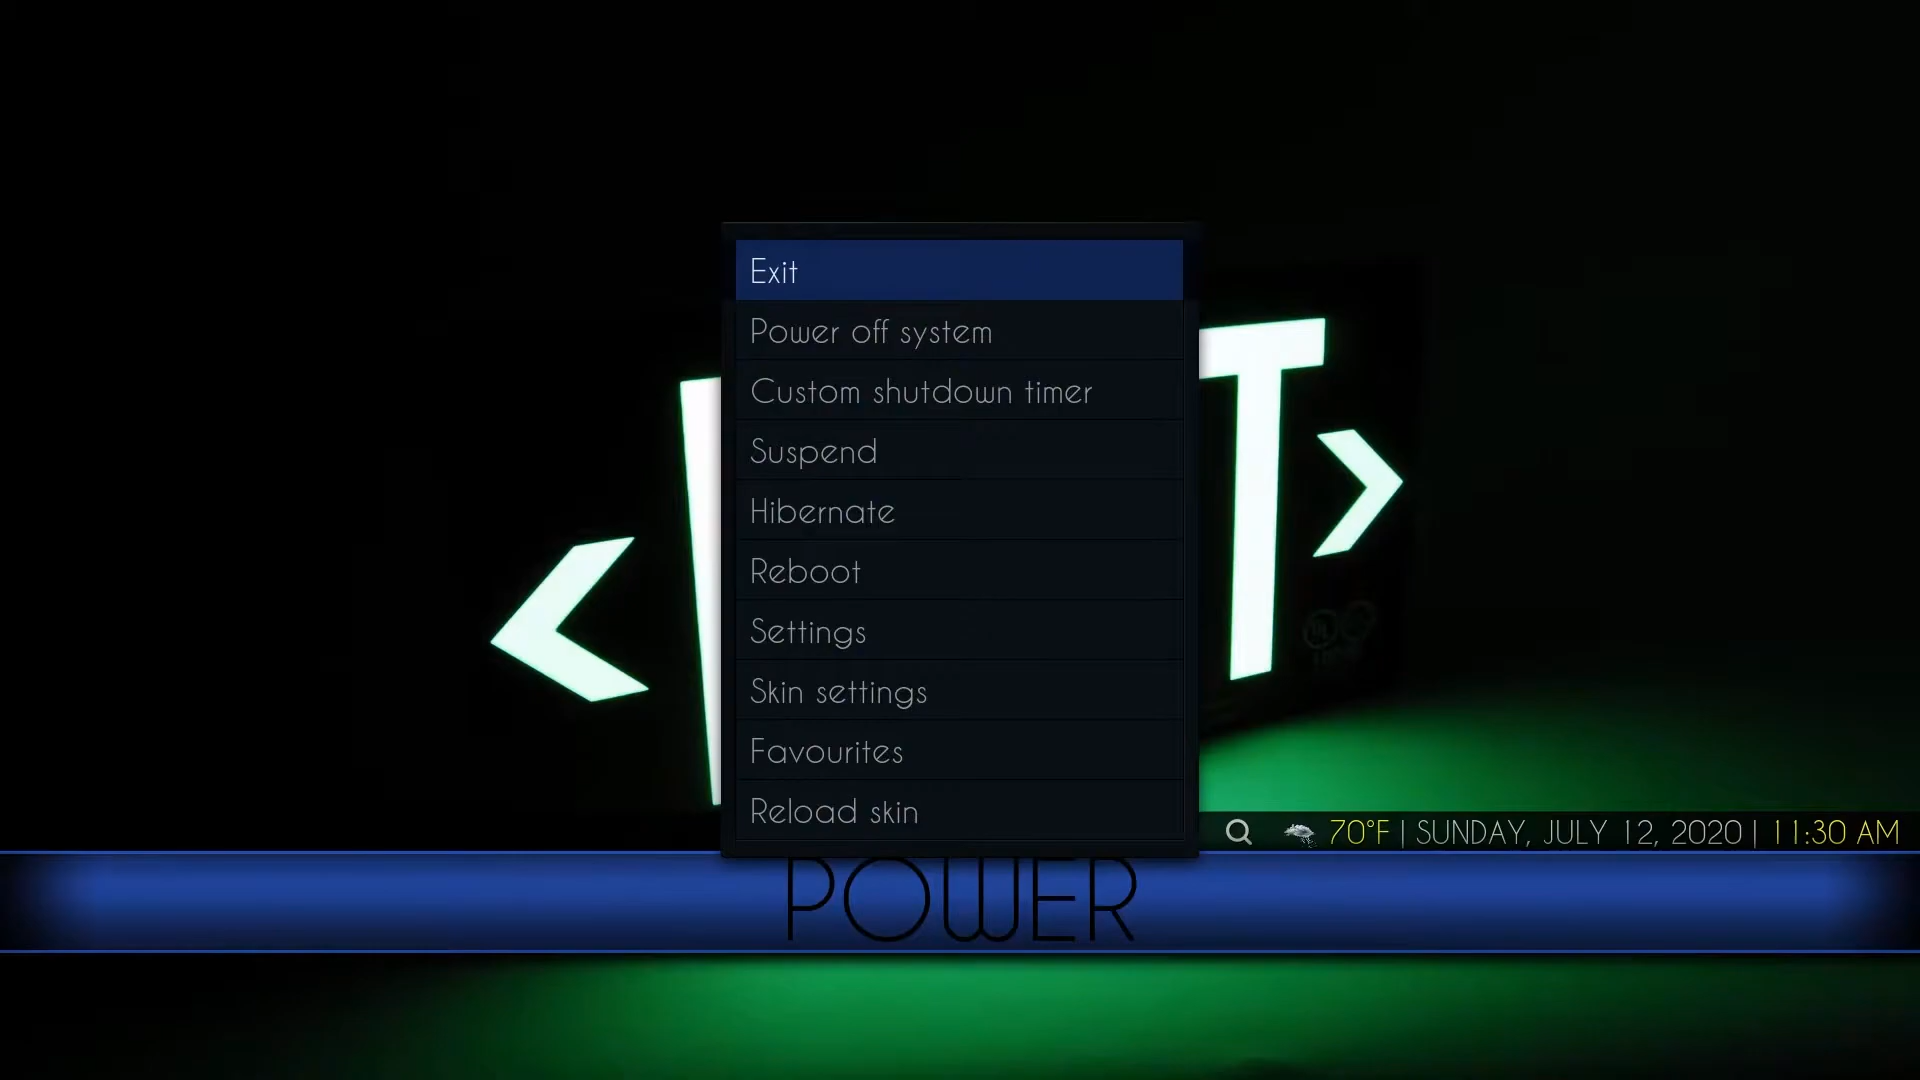 Exit
Power off system
Custom shutdown timer
Suspend
Hibernate
Reboot
Settings
Skin settings
Favourites
Reload skin
70°F | SUNDAY, JULY 12, 2020 | 11:30 AM
POWER
T